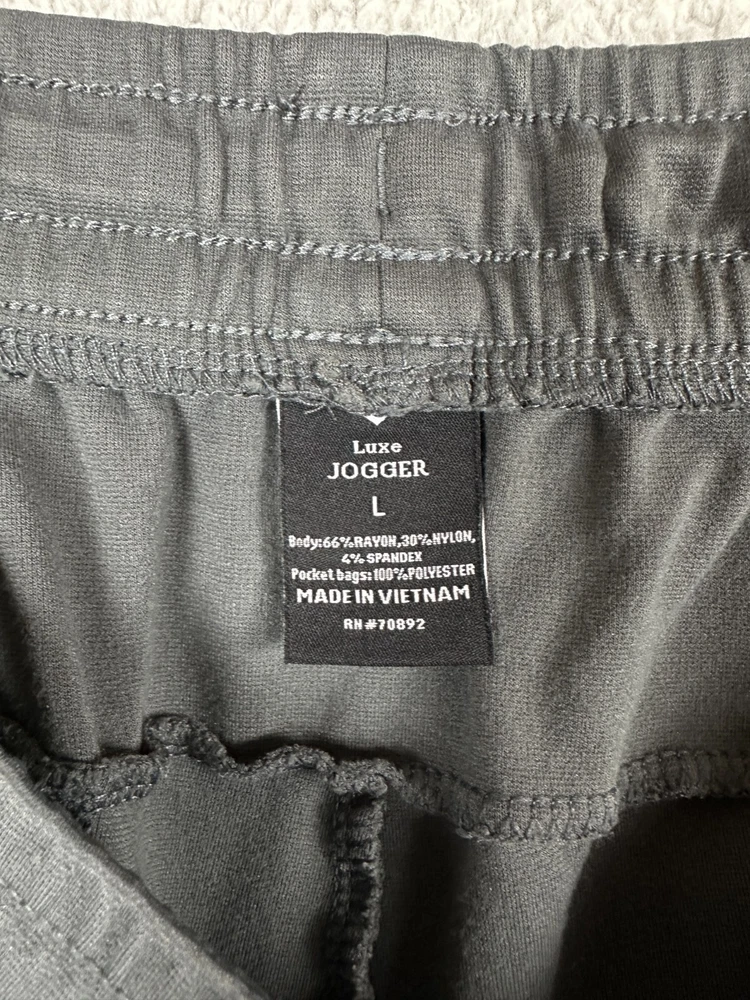 Luxe
JOGGER
L
Body:66%RAYON,30%NYLON,
4% SPANDEX
Pocket bags:100%POLYESTER
MADE IN VIETNAM
RN#70892